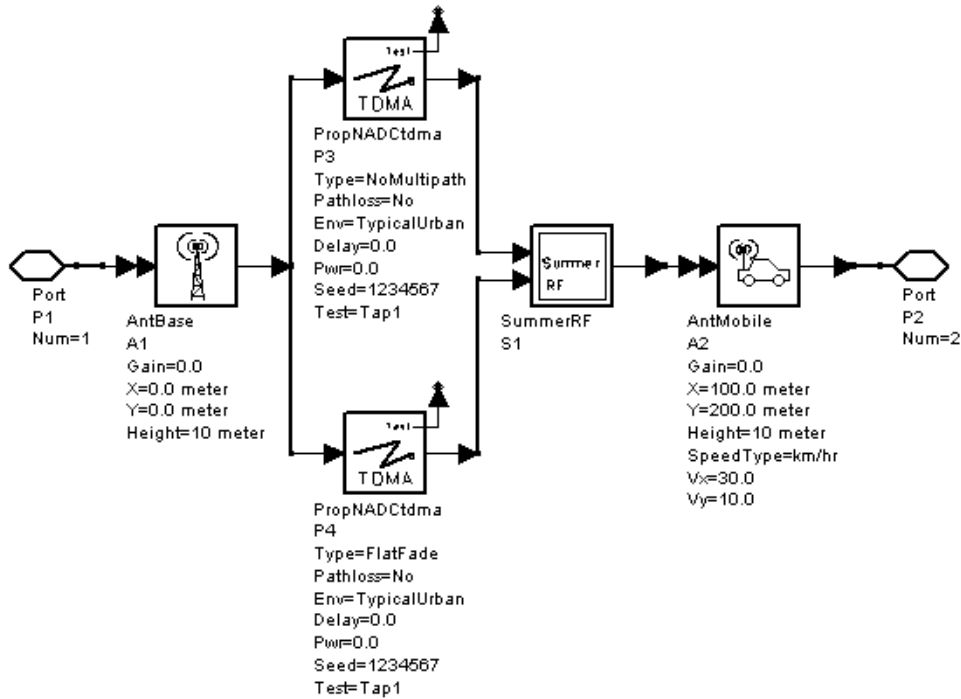 Test
TDMA
PropNADCtdma
P3
Type=NoMultipath
Pathloss=No
Env=TypicalUrban
Delay=0.0
Pwr=0.0
Seed=1234567
Test=Tap1
Port
P1
Num=1
AntBase
A1
Gain=0.0
X=0.0 meter
Y=0.0 meter
Height=10 meter
Summer
RF
SummerRF
S1
AntMobile
A2
Gain=0.0
X=100.0 meter
Y=200.0 meter
Height=10 meter
SpeedType=km/hr
Vx=30.0
Vy=10.0
Port
P2
Num=2
Test
TDMA
PropNADCtdma
P4
Type=FlatFade
Pathloss=No
Env=TypicalUrban
Delay=0.0
Pwr=0.0
Seed=1234567
Test=Tap1